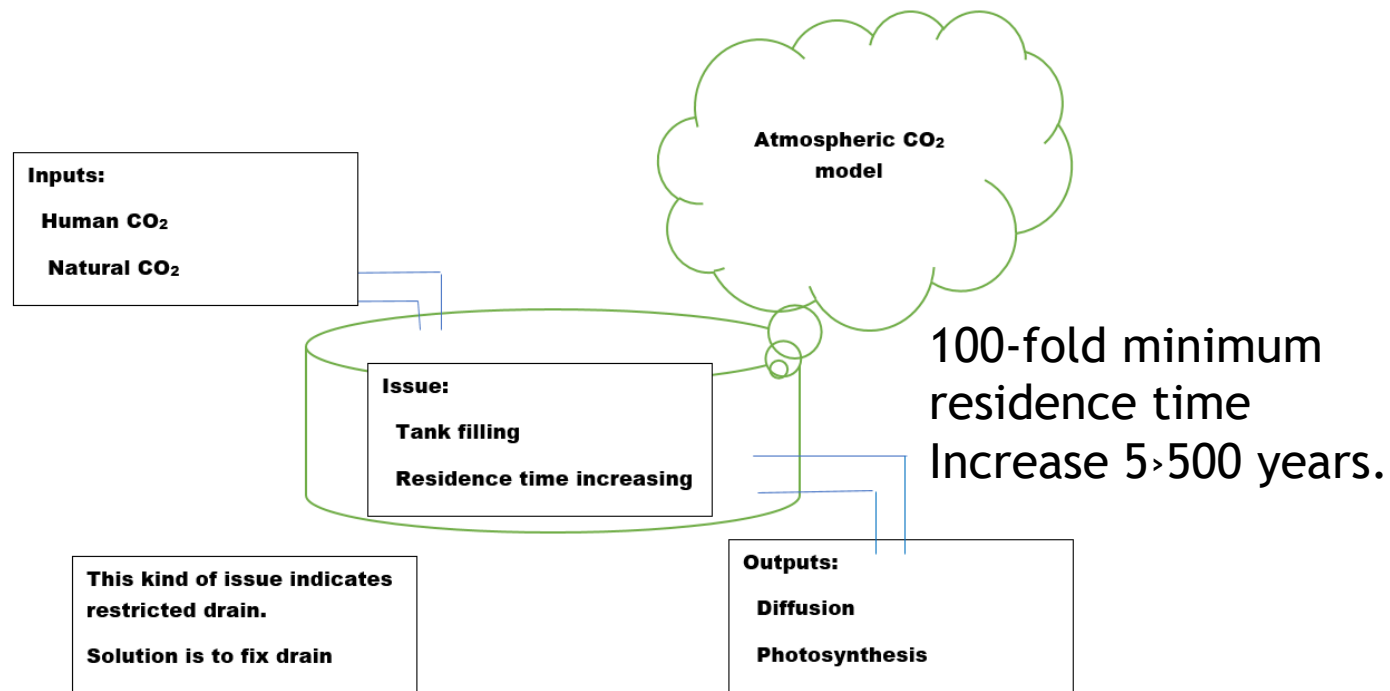 Atmospheric CO₂
model
Inputs:
Human CO₂
Natural CO₂
100-fold minimum
residence time
Increase 5›500 years.
Issue:
Tank filling
Residence time increasing
This kind of issue indicates
restricted drain.
Solution is to fix drain
Outputs:
Diffusion
Photosynthesis